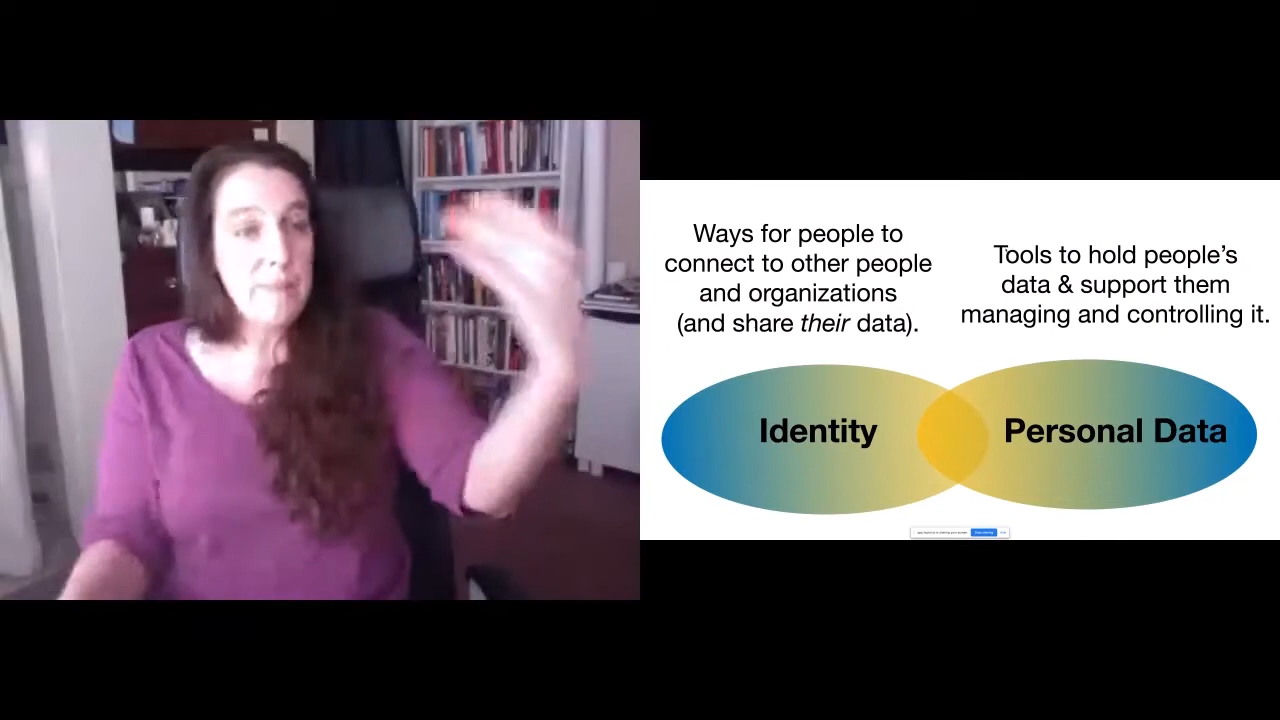 Ways for people to
connect to other people
and organizations
(and share their data).
Tools to hold people’s
data & support them
managing and controlling it.
Identity
Personal Data